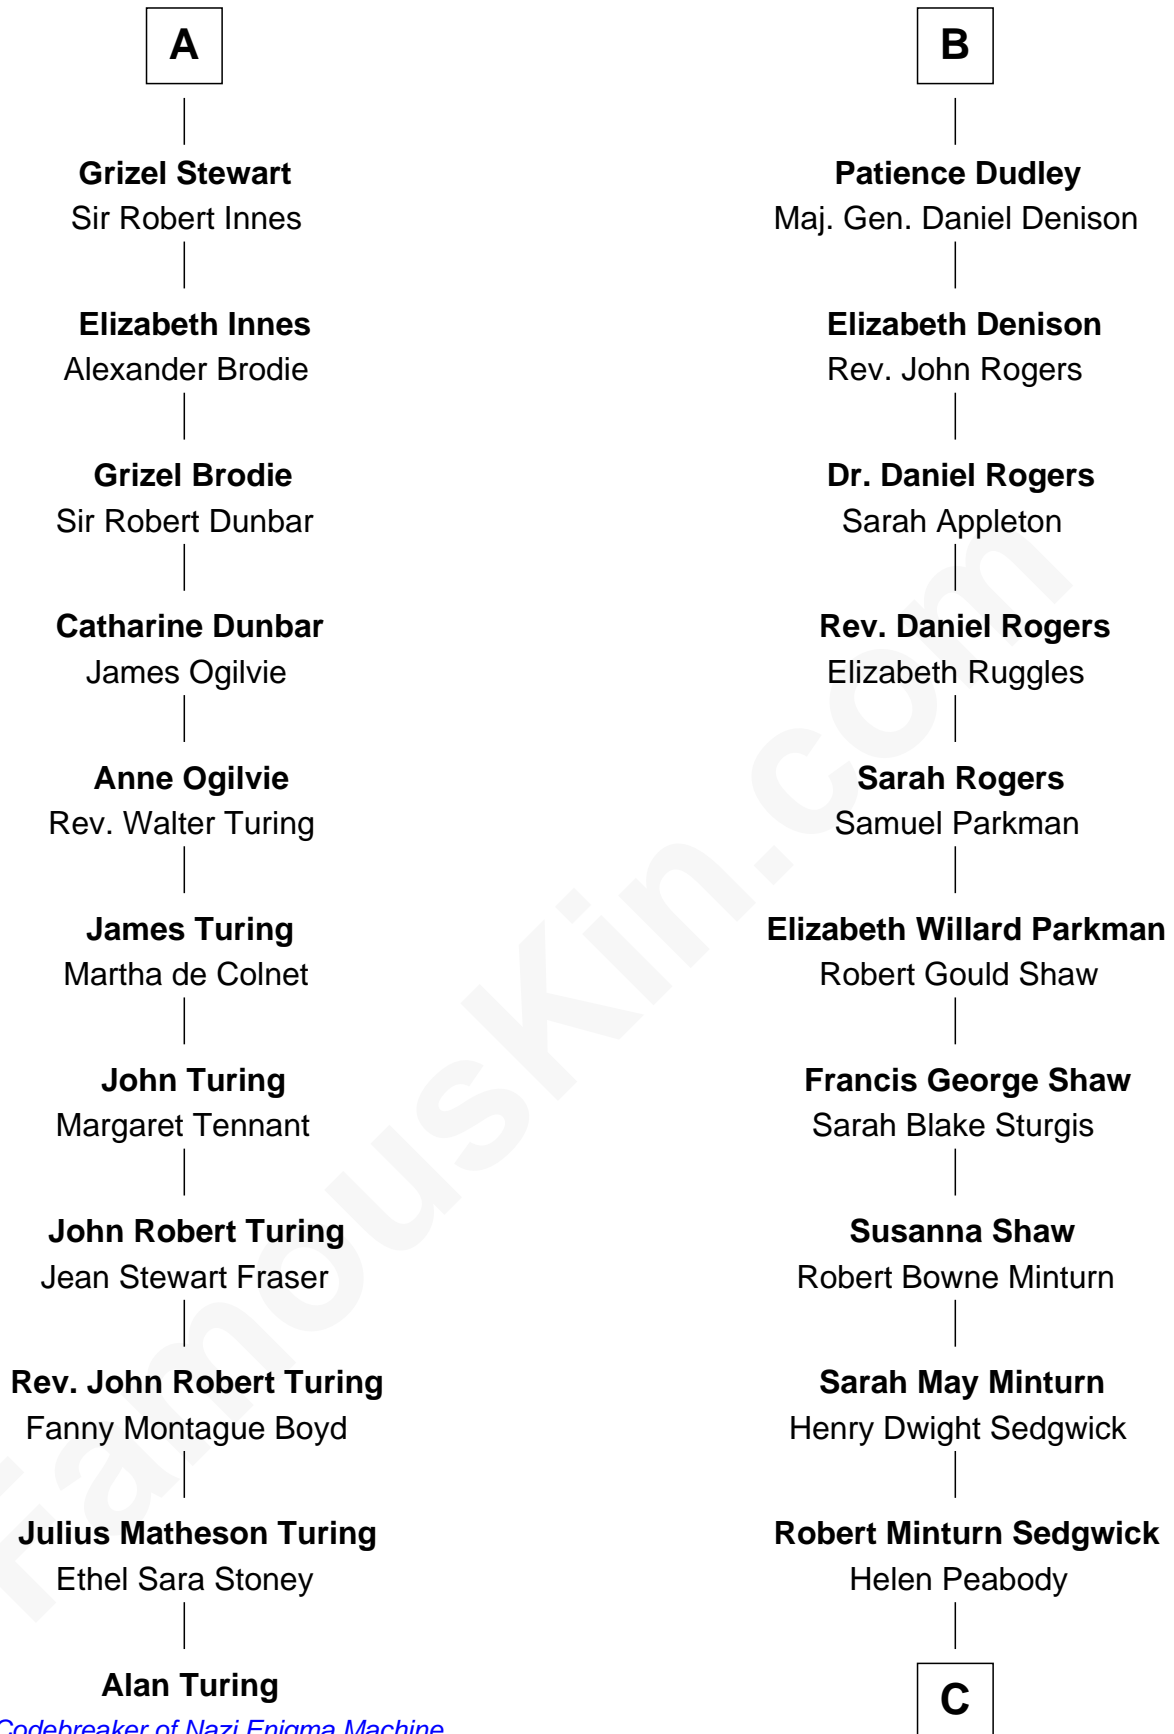 A
Grizel Stewart
Sir Robert Innes
Elizabeth Innes
Alexander Brodie
Grizel Brodie
Sir Robert Dunbar
Catharine Dunbar
James Ogilvie
Anne Ogilvie
Rev. Walter Turing
James Turing
Martha de Colnet
John Turing
Margaret Tennant
John Robert Turing
Jean Stewart Fraser
Rev. John Robert Turing
Fanny Montague Boyd
Julius Matheson Turing
Ethel Sara Stoney
Alan Turing
Codebreaker of Nazi Enigma Machine
B
Patience Dudley
Maj. Gen. Daniel Denison
Elizabeth Denison
Rev. John Rogers
Dr. Daniel Rogers
Sarah Appleton
Rev. Daniel Rogers
Elizabeth Ruggles
Sarah Rogers
Samuel Parkman
Elizabeth Willard Parkman
Robert Gould Shaw
Francis George Shaw
Sarah Blake Sturgis
Susanna Shaw
Robert Bowne Minturn
Sarah May Minturn
Henry Dwight Sedgwick
Robert Minturn Sedgwick
Helen Peabody
C
FamousKin.com